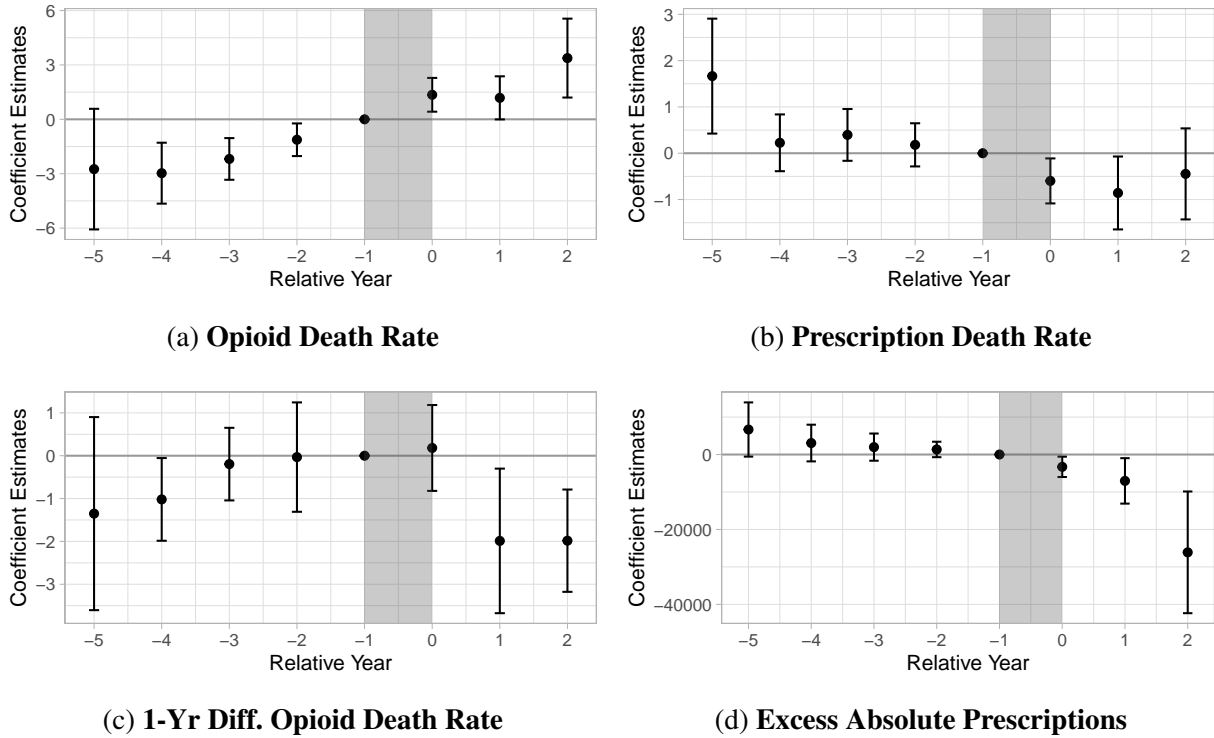 6
3
0
−3
−6
Coefficient Estimates
−5 −4 −3 −2 −1 0 1 2
Relative Year
(a) Opioid Death Rate
3
2
1
0
−1
Coefficient Estimates
−5 −4 −3 −2 −1 0 1 2
Relative Year
(b) Prescription Death Rate
1
0
−1
−2
−3
Coefficient Estimates
−5 −4 −3 −2 −1 0 1 2
Relative Year
(c) 1-Yr Diff. Opioid Death Rate
0
−20000
−40000
Coefficient Estimates
−5 −4 −3 −2 −1 0 1 2
Relative Year
(d) Excess Absolute Prescriptions